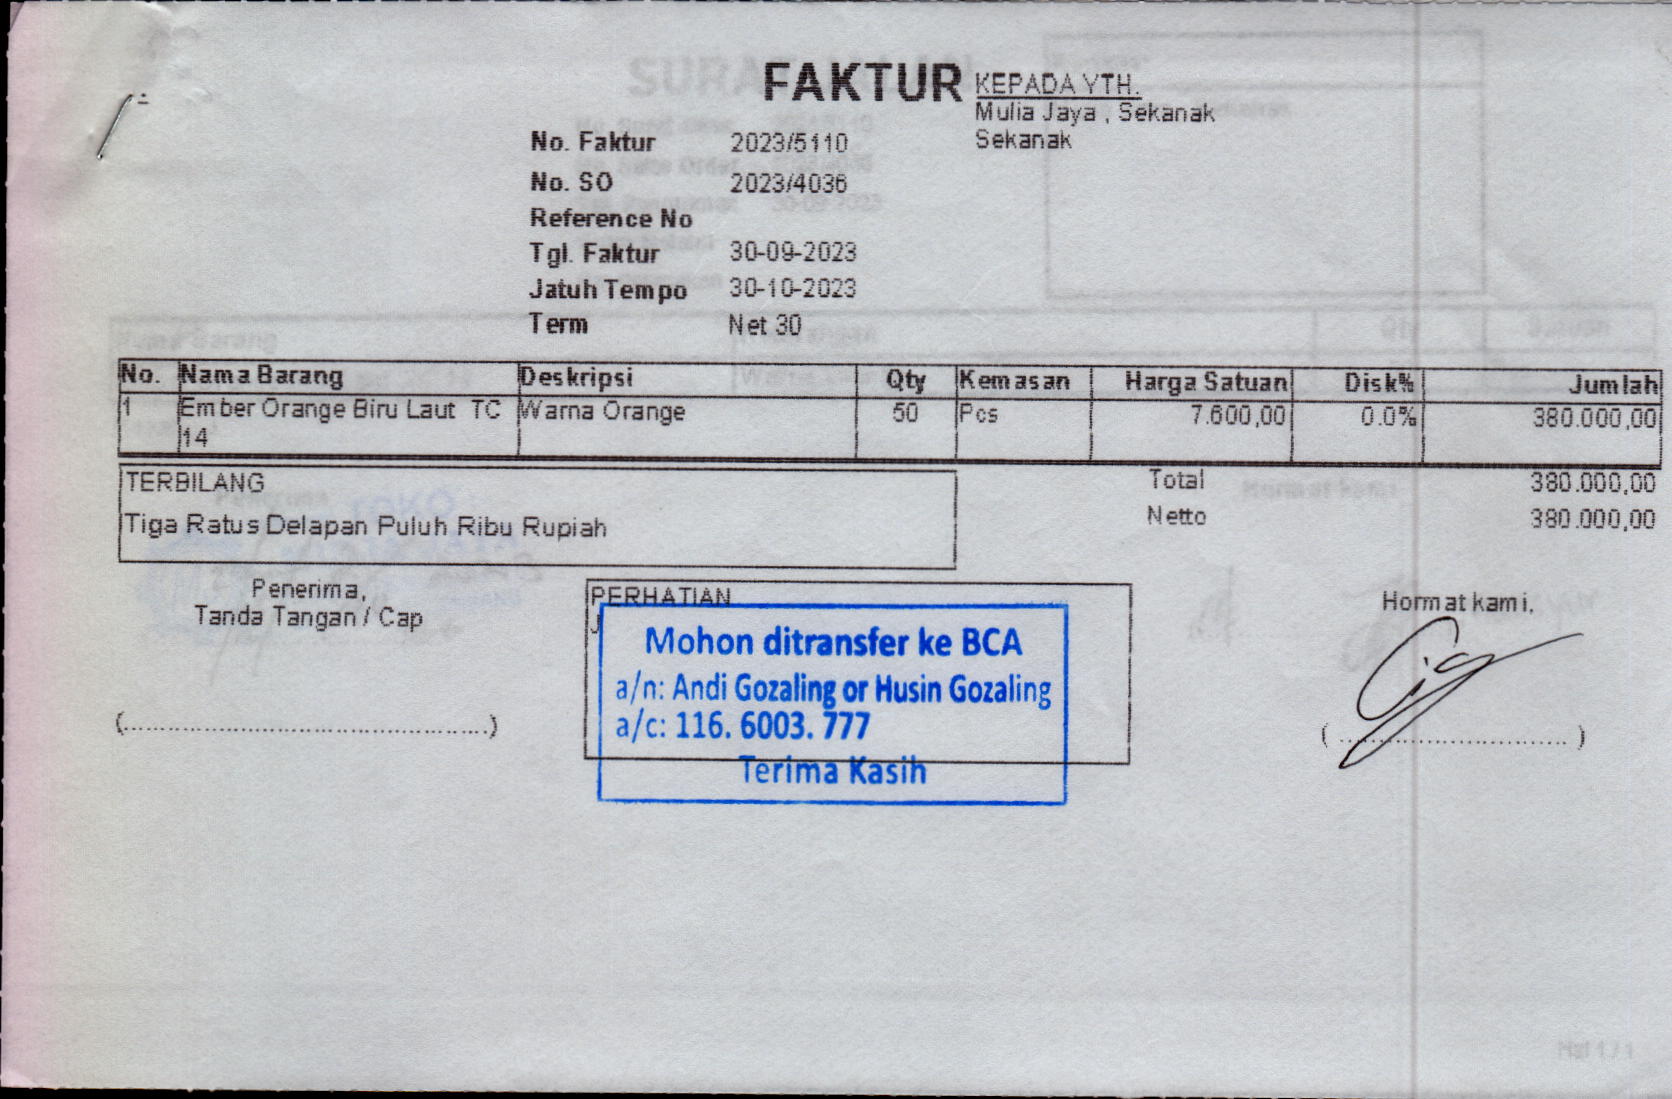 FAKTUR
KEPADA YTH.
Mulia Jaya , Sekanak
Sekanak
No. Faktur 2023/5110
No. SO 2023/4036
Reference No
Tgl. Faktur 30-09-2023
Jatuh Tempo 30-10-2023
Term Net 30
No. Nama Barang Deskripsi Qty Kemasan Harga Satuan Disk% Jumlah
1 Ember Orange Biru Laut TC Warna Orange 50 Pcs 7.600,00 0.0% 380.000,00
14
TERBILANG
Tiga Ratus Delapan Puluh Ribu Rupiah
Total 380.000,00
Netto 380.000,00
Penerima,
Tanda Tangan / Cap
PERHATIAN
Mohon ditransfer ke BCA
a/n: Andi Gozaling or Husin Gozaling
a/c: 116. 6003. 777
Terima Kasih
Hormat kami,